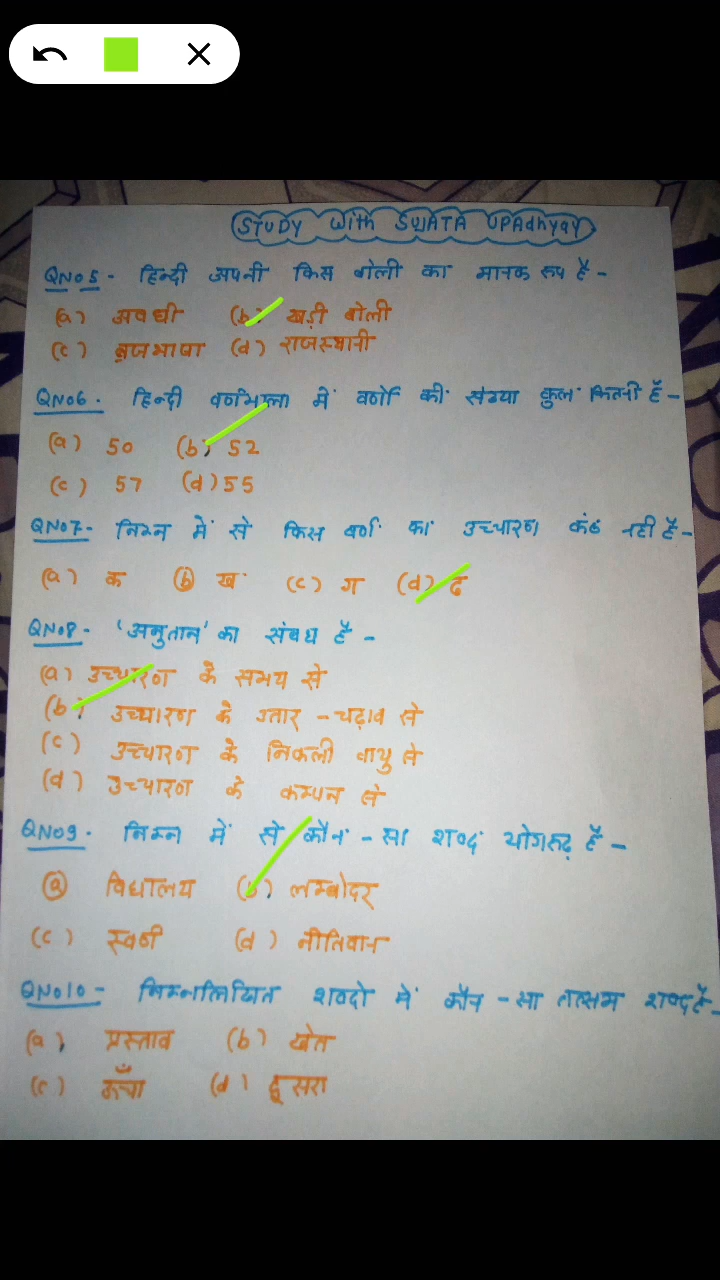 STUDY with SUJATA UPAdhyay
QNo5- हिन्दी अपनी किस बोली का मानक रूप है -
(a) अवधी (b) खड़ी बोली
(c) ब्रजभाषा (d) राजस्थानी
QNo6- हिन्दी वर्णमाला में वर्णों की संख्या कुल कितनी है -
(a) 50 (b) 52
(c) 57 (d) 55
QNo7- निम्न में से किस वर्ण का उच्चारण कंठ नही है -
(a) क (b) ख (c) ग (d) द
QNo8- 'अनुतान' का संबध है -
(a) उच्चारण के समय से
(b) उच्चारण के उतार - चढ़ाव से
(c) उच्चारण के निकली वायु से
(d) उच्चारण के कम्पन से
QNo9- निम्न में से कौन - सा शब्द योगरूढ़ है -
(a) विद्यालय (b) लम्बोदर
(c) स्वर्ण (d) नीतिवान
QNo10- निम्नलिखित शब्दो में कौन - सा तत्सम शब्द है -
(a) प्रस्ताव (b) खेत
(c) ऊँचा (d) दूसरा